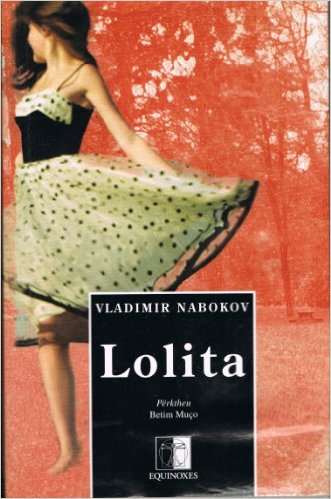 VLADIMIR NABOKOV
Lolita
Përktheu
Betim Muço
EQUINOXES